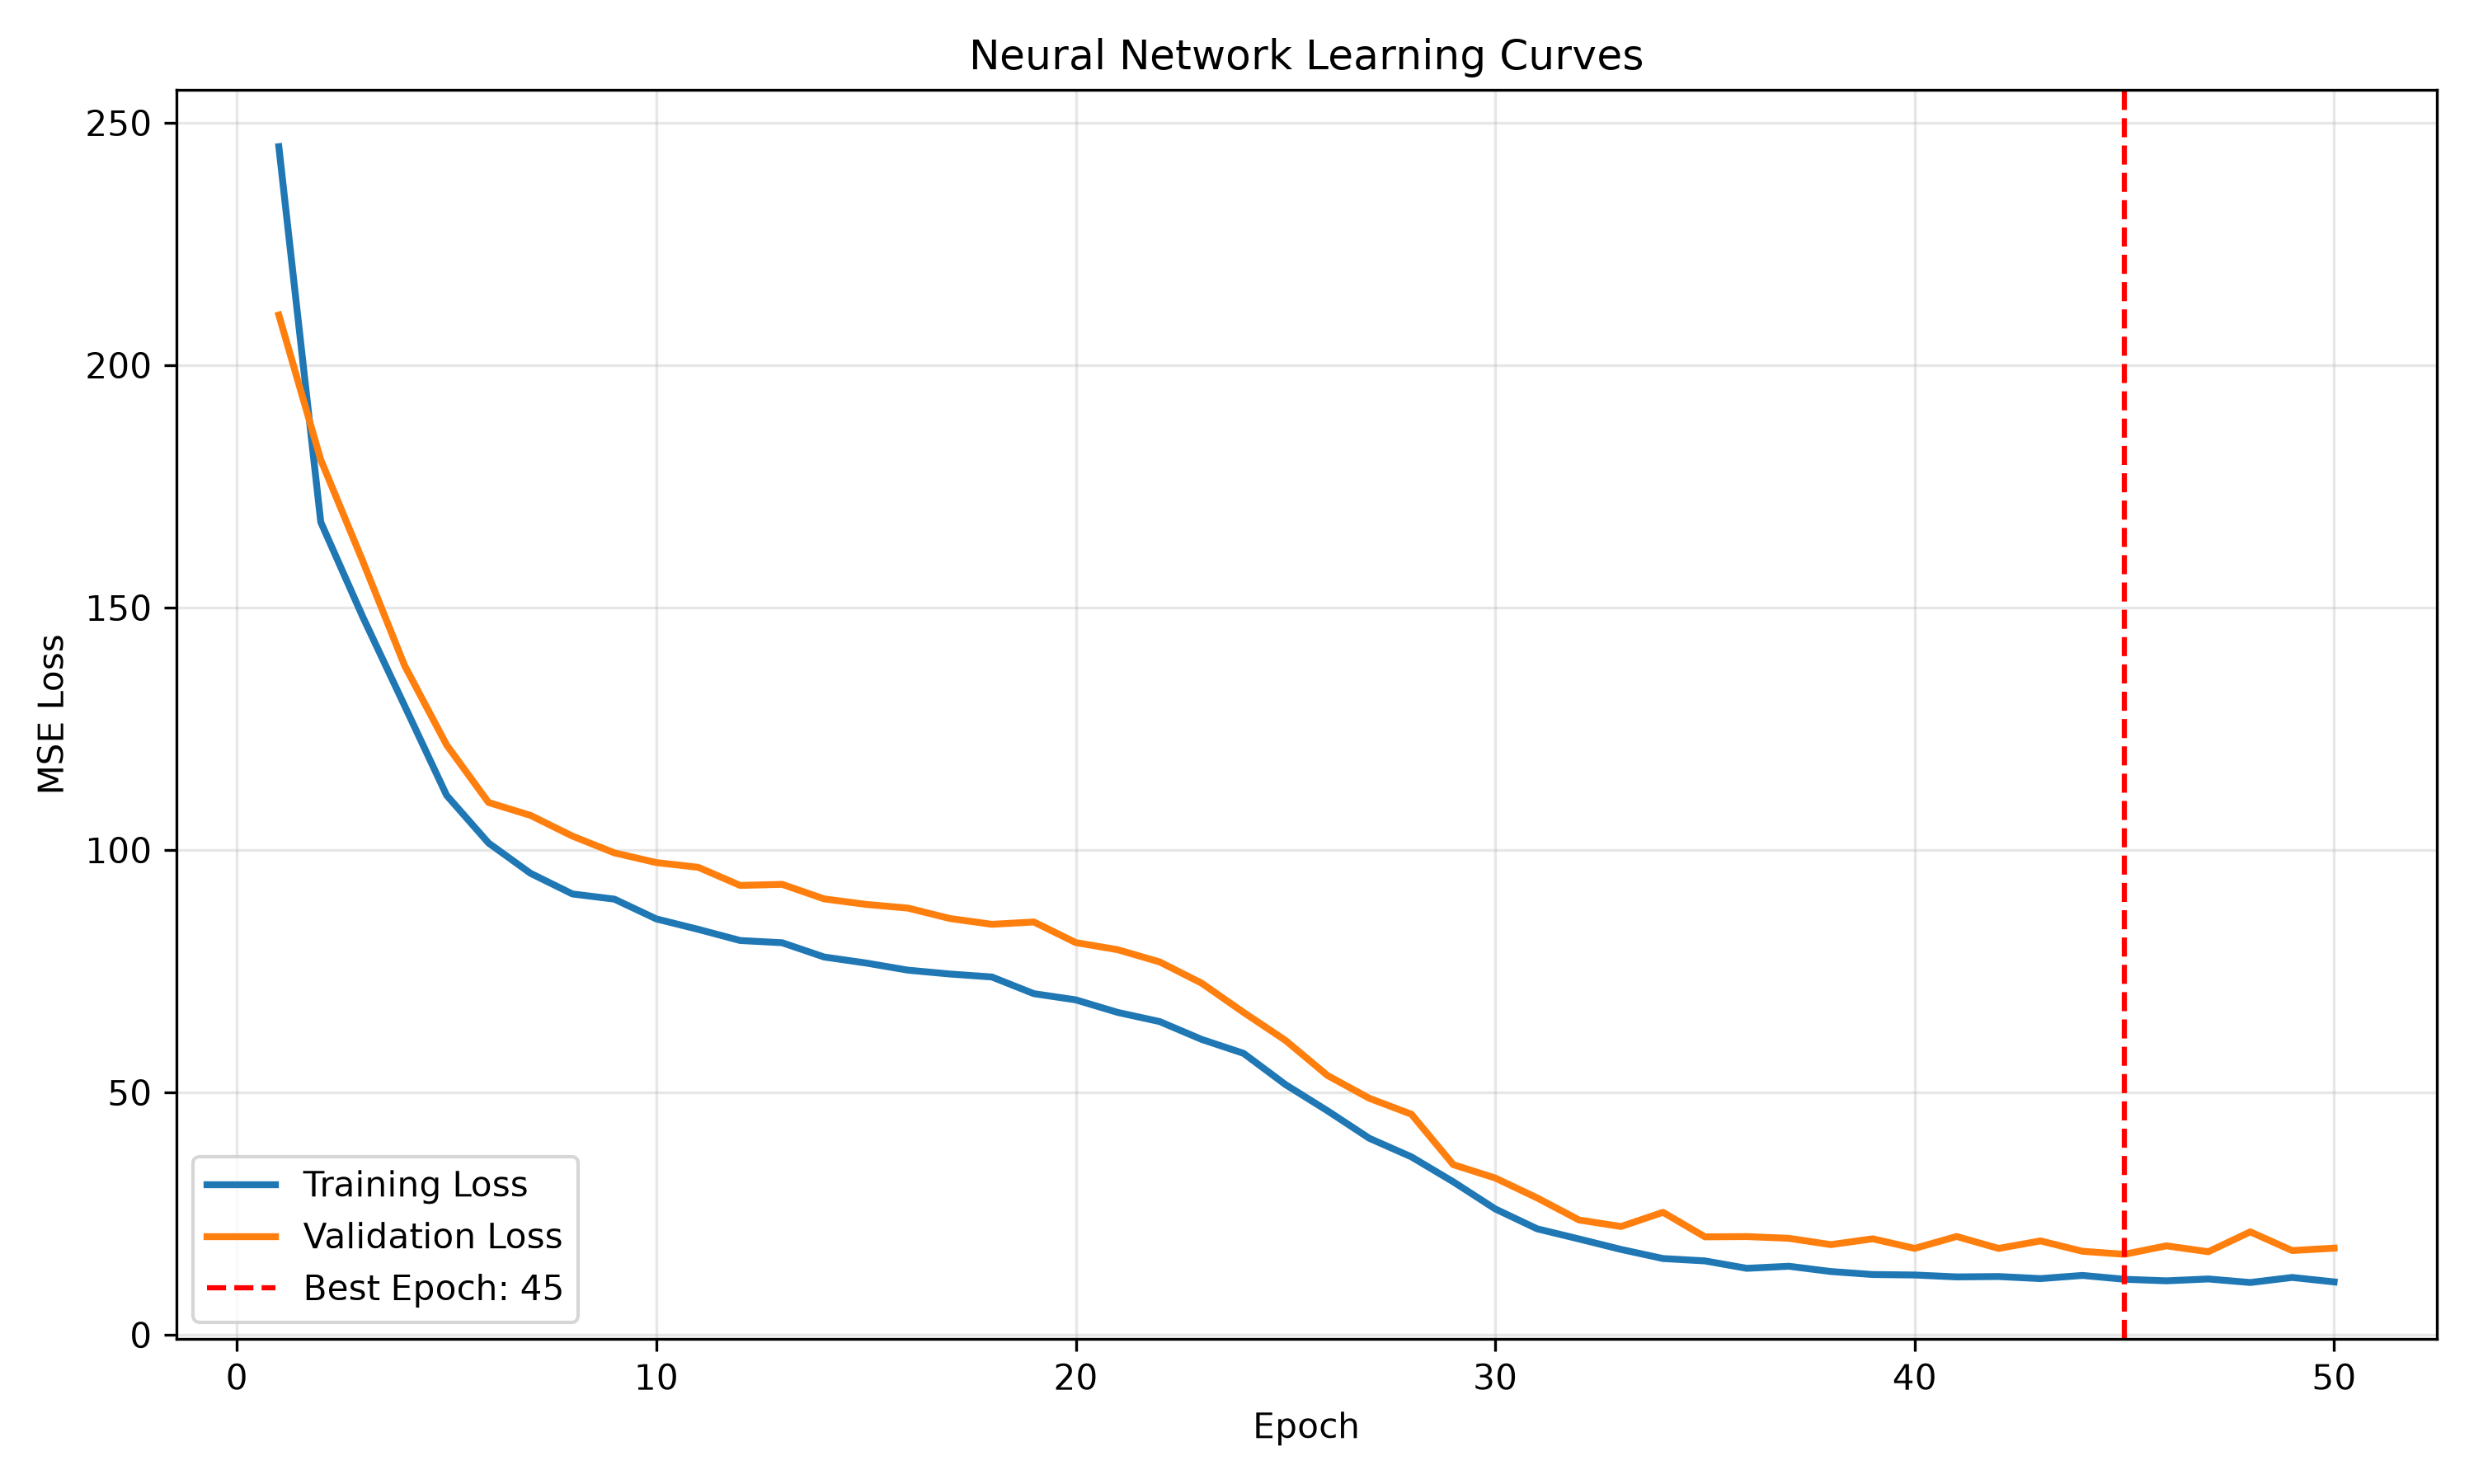 Neural Network Learning Curves
250
200
150
100
50
0
MSE Loss
Training Loss
Validation Loss
Best Epoch: 45
0 10 20 30 40 50
Epoch